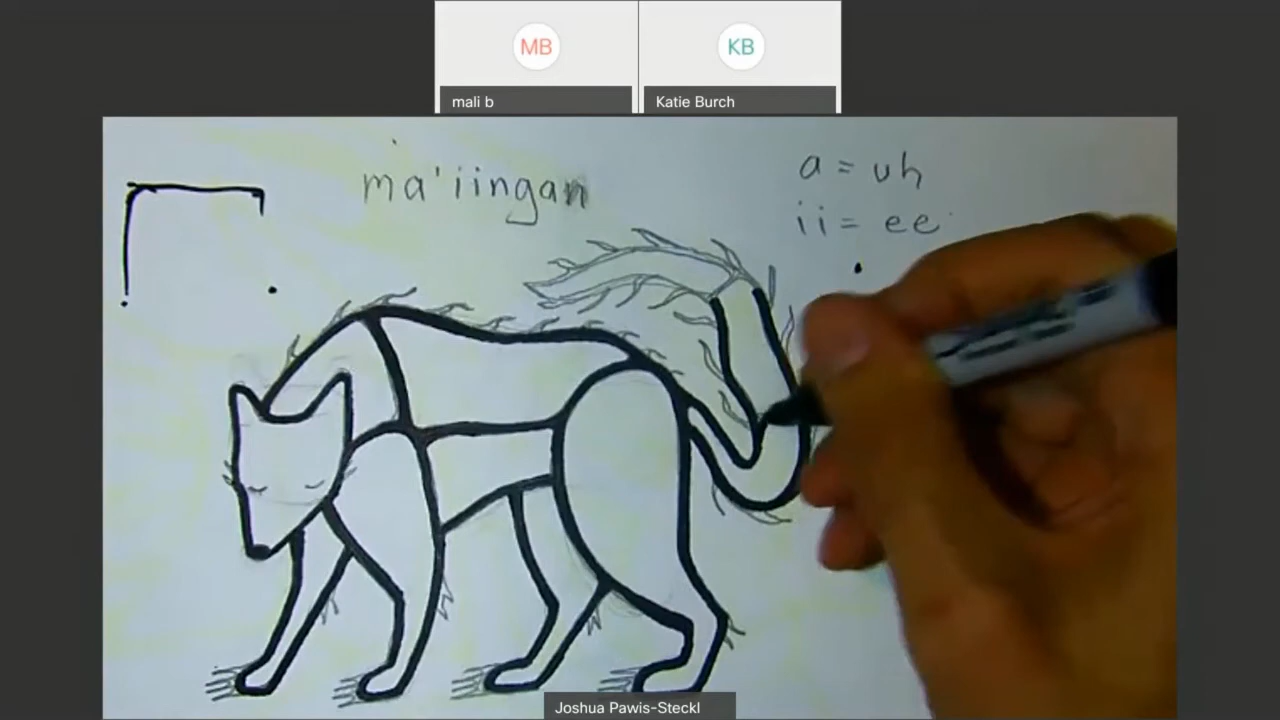 MB
KB
mali b
Katie Burch
ma'iingan
a = uh
ii = ee
Joshua Pawis-Steckl